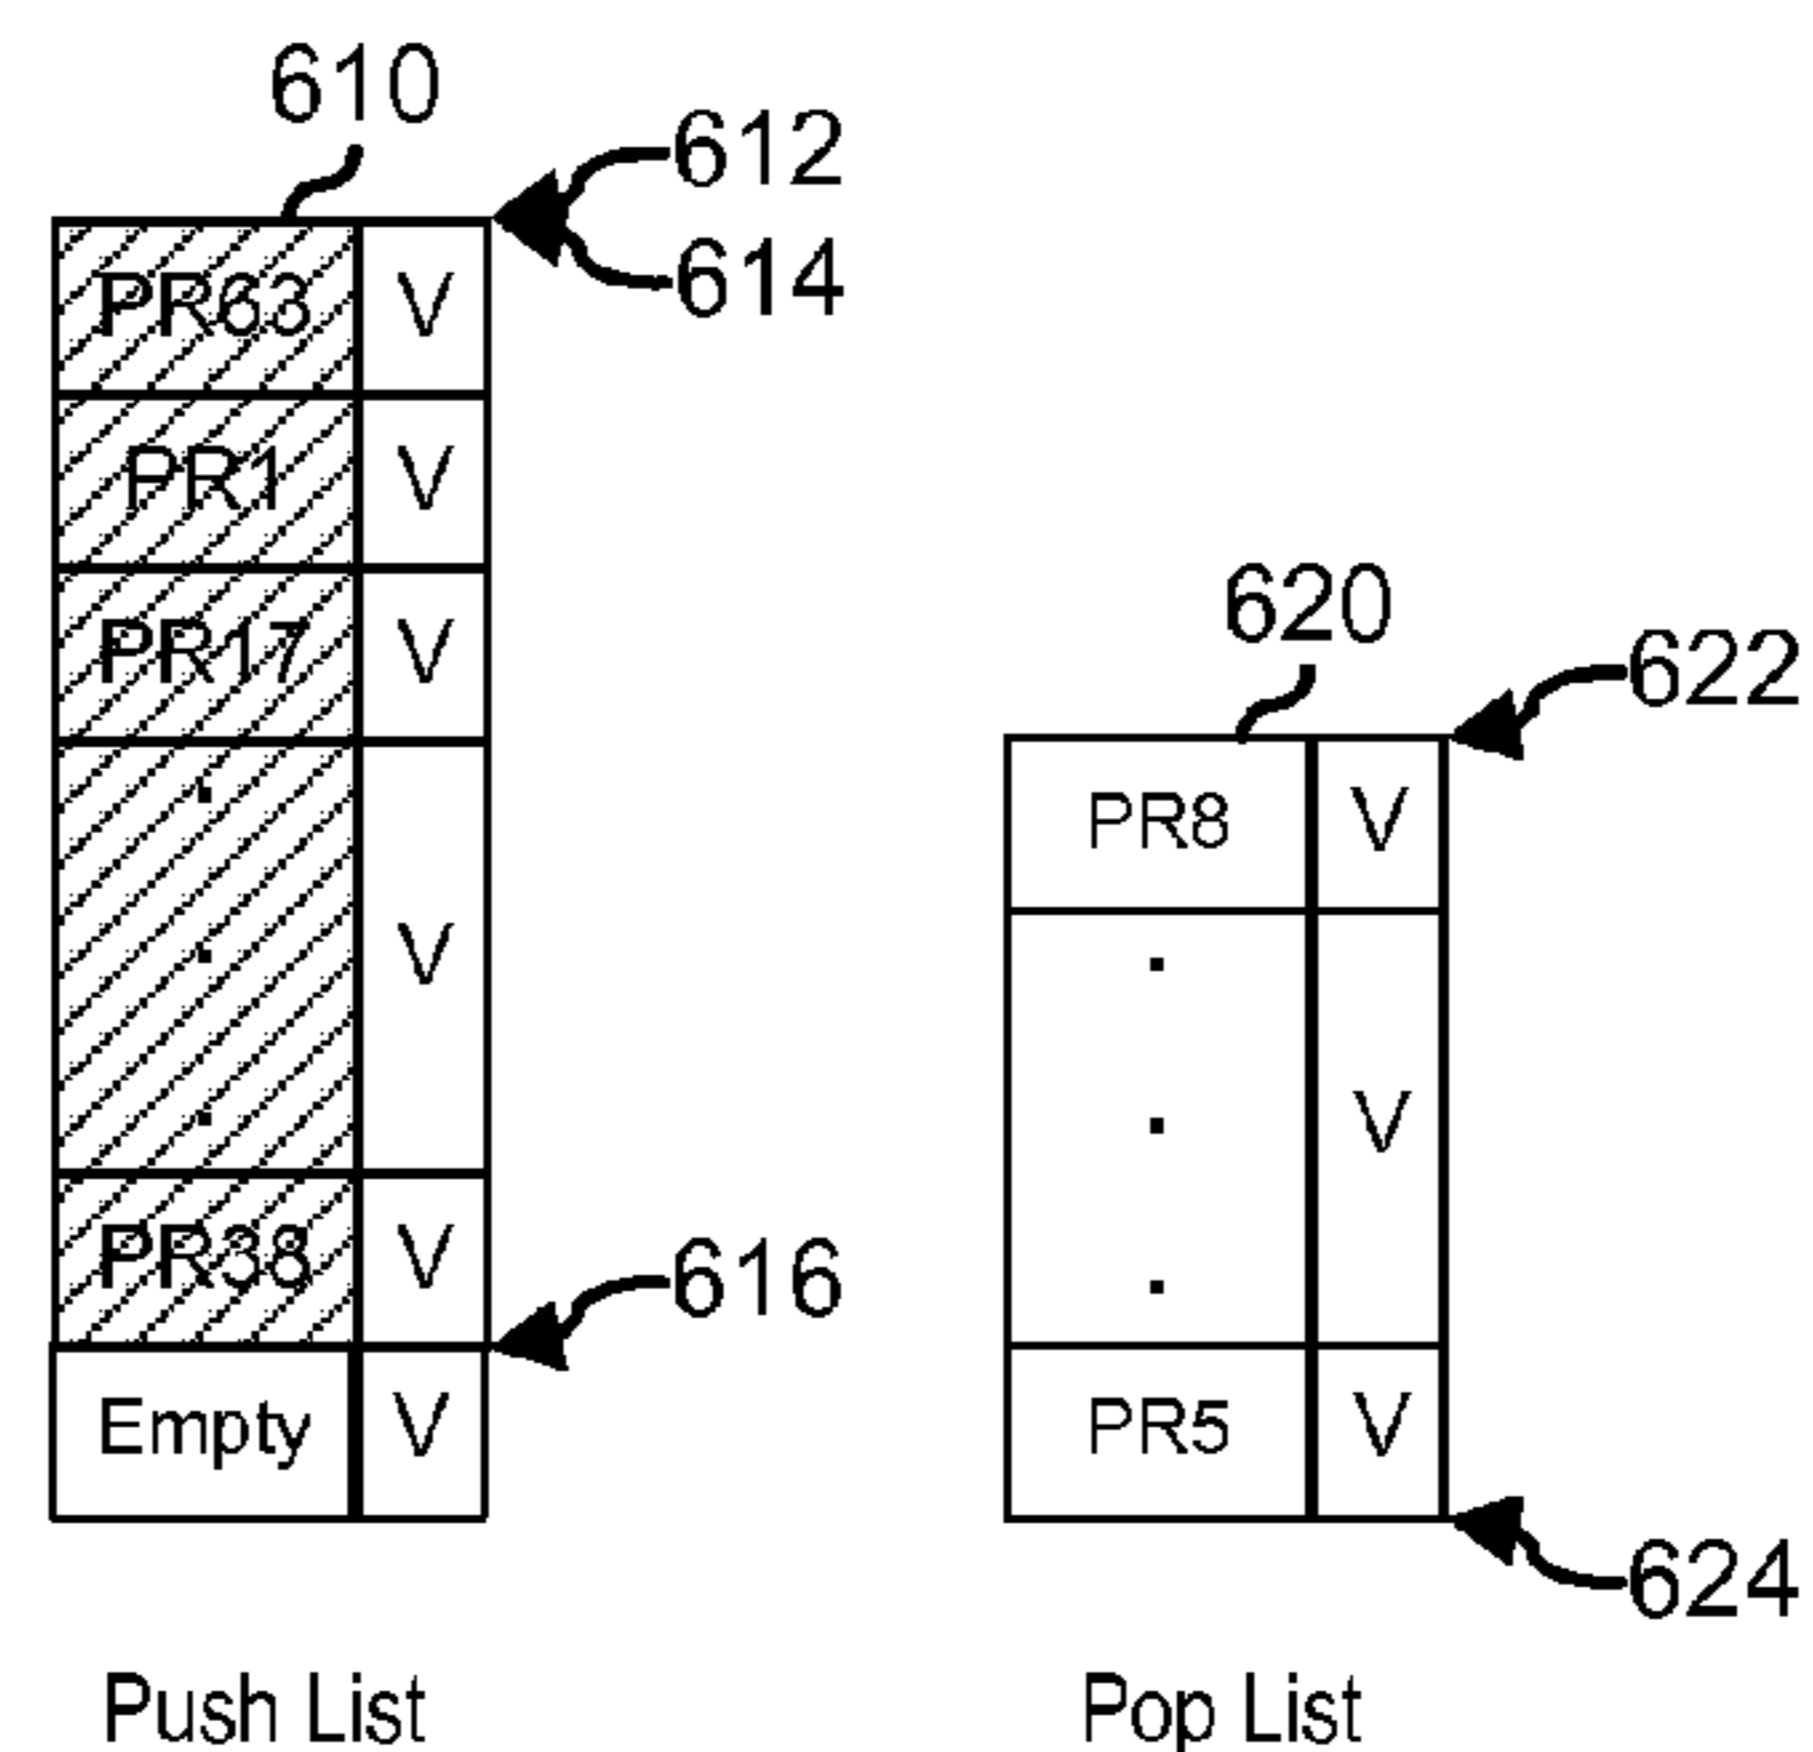 610
612
614
PR63 V
PR1 V
PR17 V
V
PR38 V
616
Empty V
Push List
620
622
PR8 V
V
PR5 V
624
Pop List